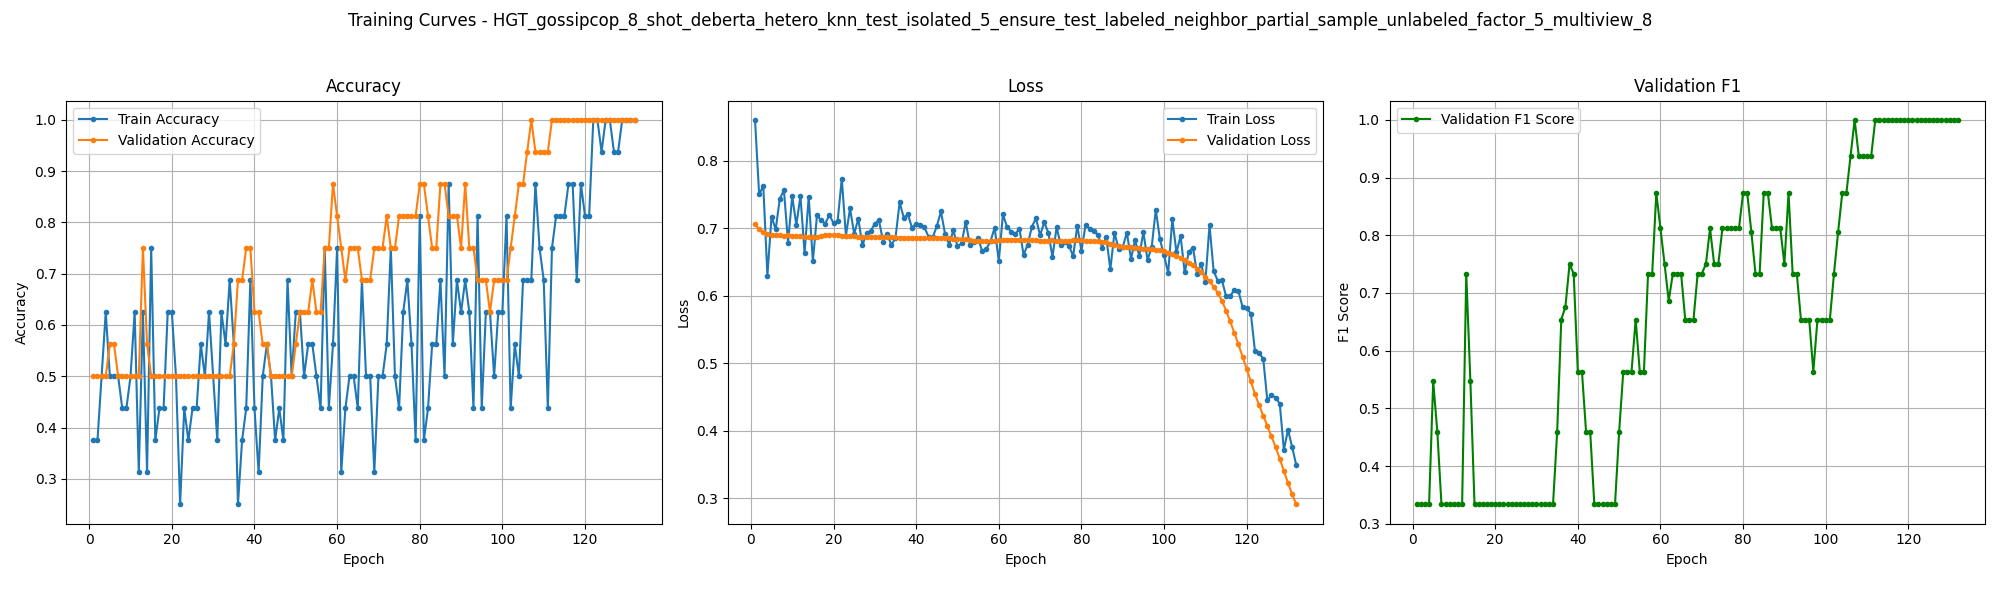 Training Curves - HGT_gossipcop_8_shot_deberta_hetero_knn_test_isolated_5_ensure_test_labeled_neighbor_partial_sample_unlabeled_factor_5_multiview_8
Accuracy
Train Accuracy
Validation Accuracy
Accuracy
1.0
0.9
0.8
0.7
0.6
0.5
0.4
0.3
0 20 40 60 80 100 120
Epoch
Loss
Train Loss
Validation Loss
Loss
0.8
0.7
0.6
0.5
0.4
0.3
0 20 40 60 80 100 120
Epoch
Validation F1
Validation F1 Score
F1 Score
1.0
0.9
0.8
0.7
0.6
0.5
0.4
0.3
0 20 40 60 80 100 120
Epoch